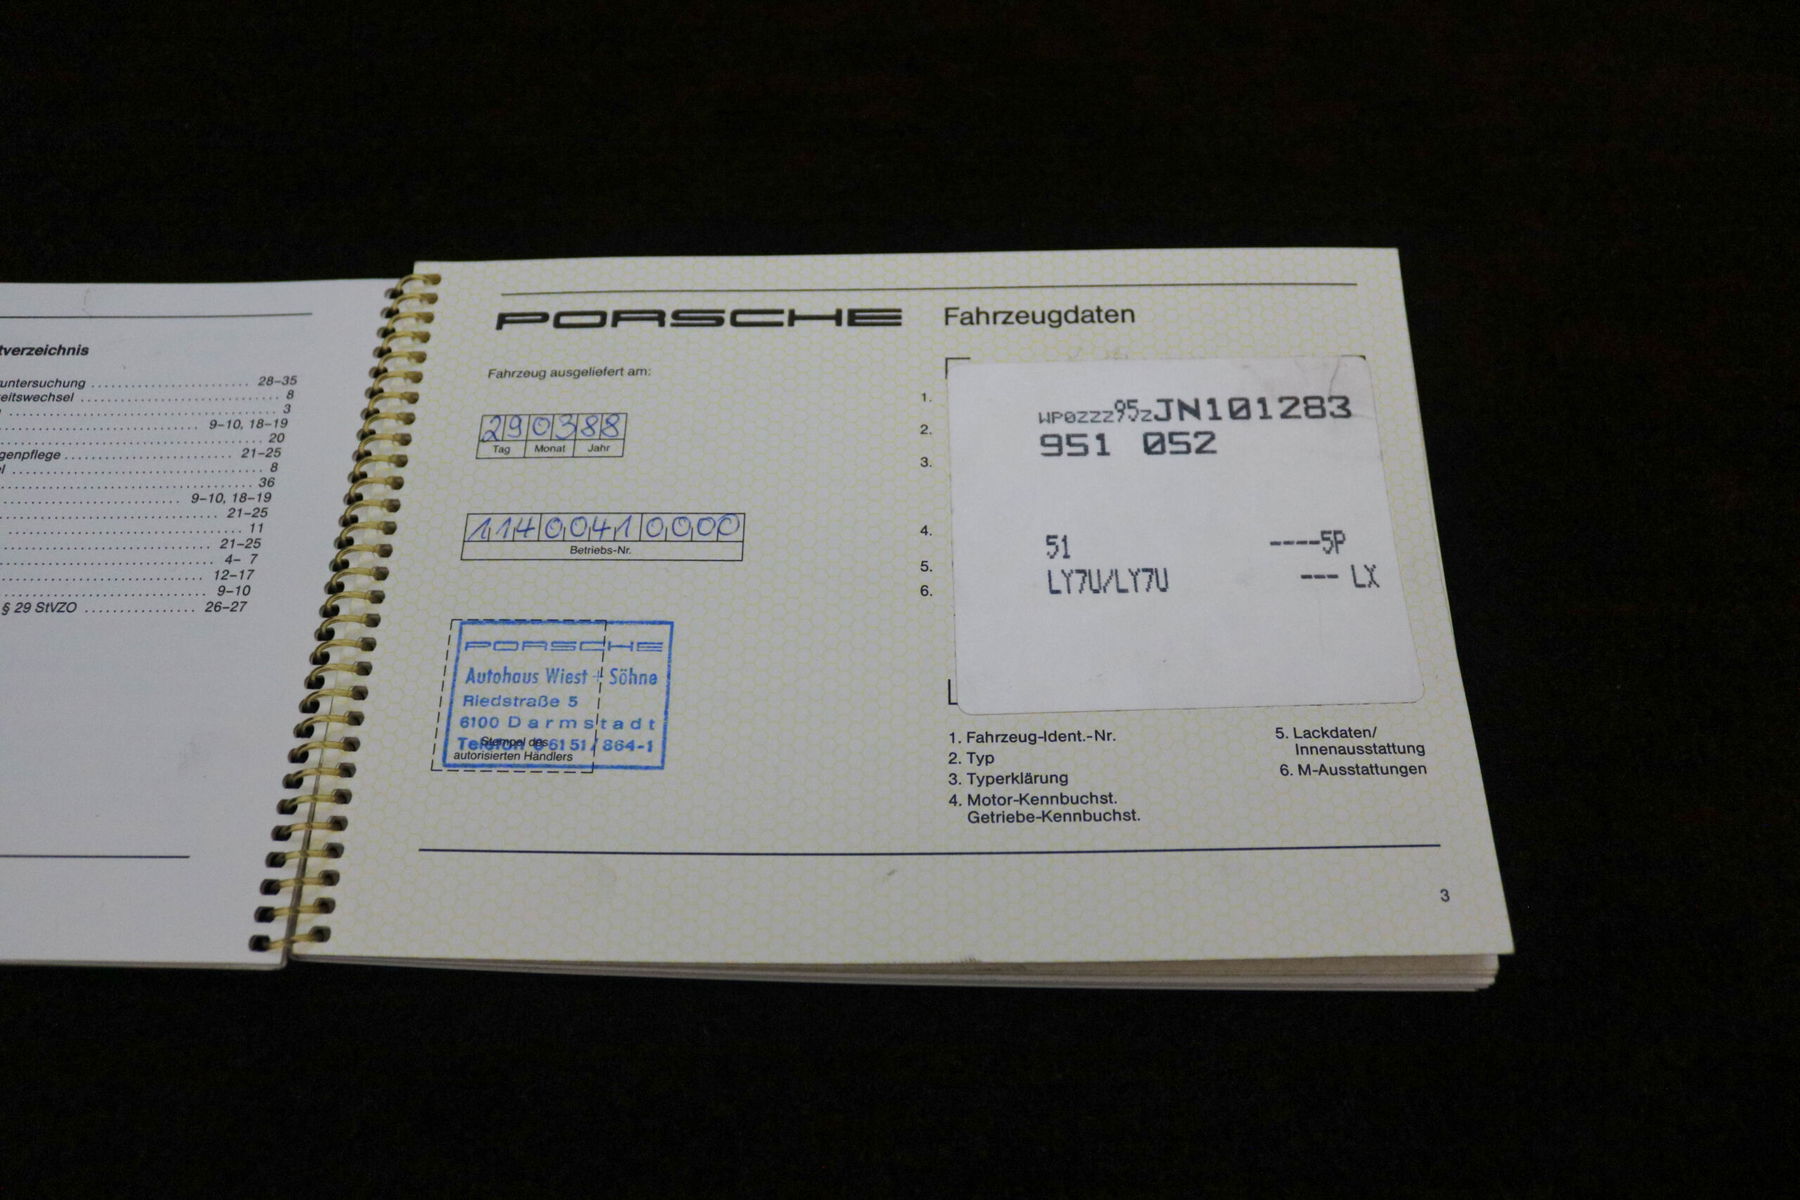 tverzeichnis
untersuchung ........................ 28–35
eitswechsel ........................ 8
........................ 3
........................ 9–10, 18–19
........................ 20
genpflege ........................ 21–25
........................ 8
........................ 36
........................ 9–10, 18–19
........................ 21–25
........................ 11
........................ 21–25
........................ 4– 7
........................ 12–17
........................ 9–10
§ 29 StVZO ........................ 26–27
PORSCHE Fahrzeugdaten
Fahrzeug ausgeliefert am:
290388
Tag Monat Jahr
11400410000
Betriebs-Nr.
PORSCHE
Autohaus Wiest + Söhne
Riedstraße 5
6100 Darmstadt
Telefon 06151/864-1
Stempel des
autorisierten Händlers
1.
2.
3.
4.
5.
6.
WP0ZZZ95ZJN101283
951 052
51 ----5P
LY7U/LY7U --- LX
1. Fahrzeug-Ident.-Nr.
2. Typ
3. Typerklärung
4. Motor-Kennbuchst.
Getriebe-Kennbuchst.
5. Lackdaten/
Innenausstattung
6. M-Ausstattungen
3